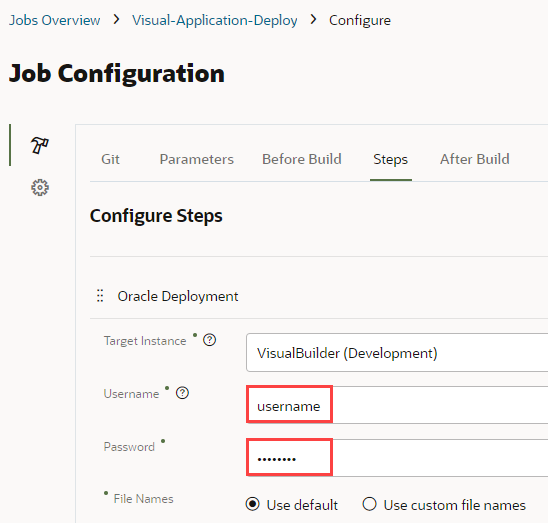 Jobs Overview > Visual-Application-Deploy > Configure
Job Configuration
Git Parameters Before Build Steps After Build
Configure Steps
Oracle Deployment
Target Instance * ?
VisualBuilder (Development)
Username * ?
username
Password *
••••••••
* File Names
Use default Use custom file names